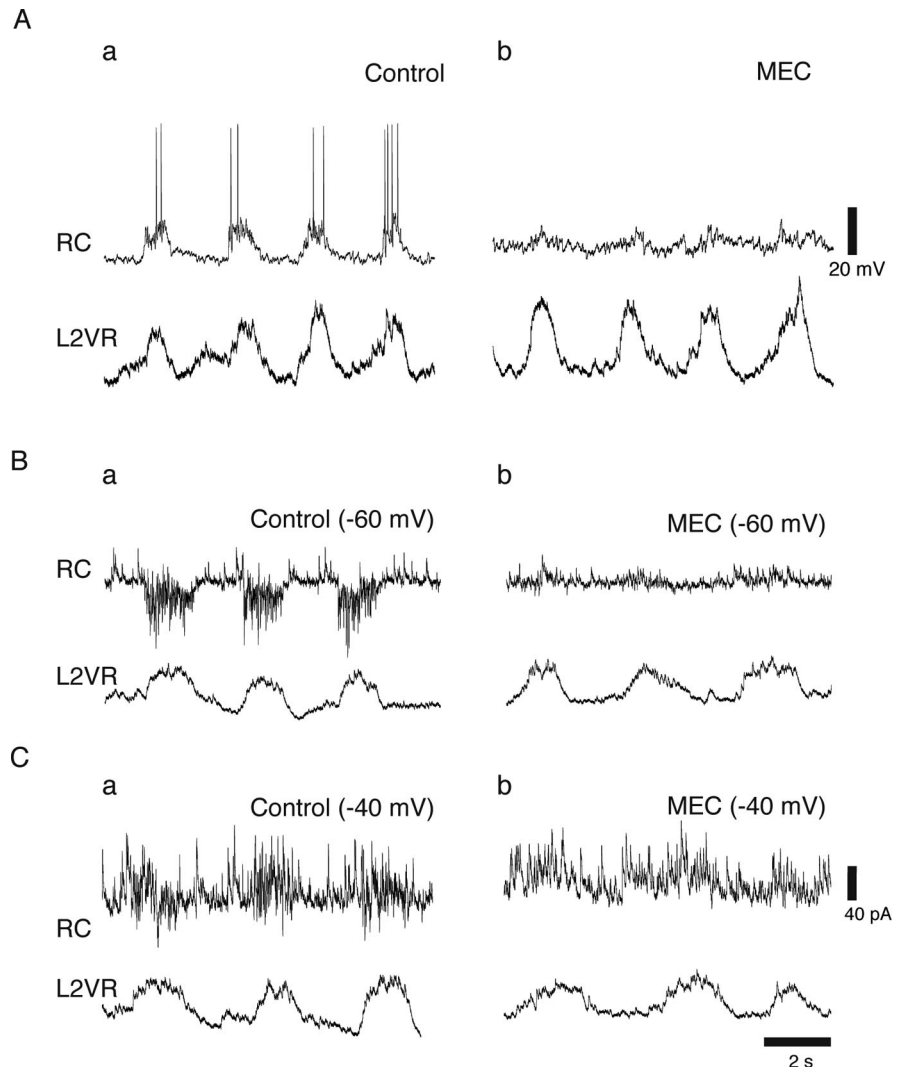 A
a
Control
b
MEC
RC
20 mV
L2VR
B
a
Control (-60 mV)
b
MEC (-60 mV)
RC
L2VR
C
a
Control (-40 mV)
b
MEC (-40 mV)
40 pA
RC
L2VR
2 s